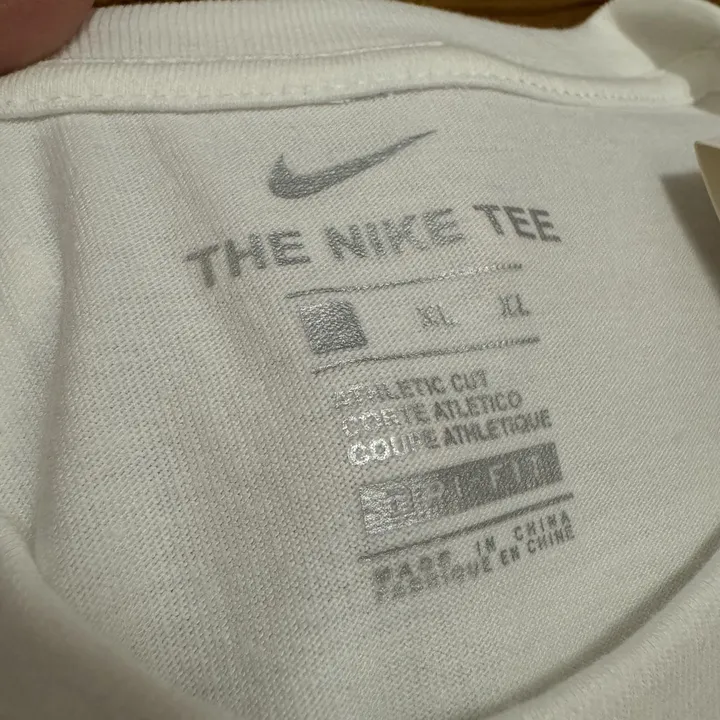 THE NIKE TEE
XL XL
ATHLETIC CUT
CORTE ATLETICO
COUPE ATHLETIQUE
DRI-FIT
MADE IN CHINA
FABRIQUE EN CHINE